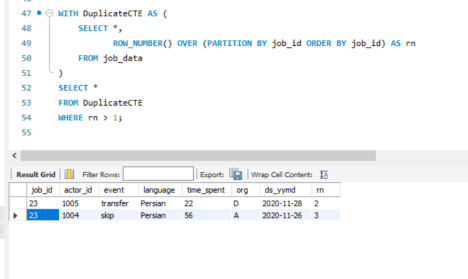 47 WITH DuplicateCTE AS (
48 SELECT *,
49 ROW_NUMBER() OVER (PARTITION BY job_id ORDER BY job_id) AS rn
50 FROM job_data
51 )
52 SELECT *
53 FROM DuplicateCTE
54 WHERE rn > 1;
55
Result Grid Filter Rows: Export: Wrap Cell Content:
job_id actor_id event language time_spent org ds_yymd rn
23 1005 transfer Persian 22 D 2020-11-28 2
23 1004 skip Persian 56 A 2020-11-26 3